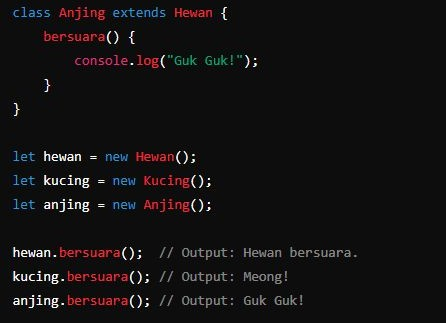 class Anjing extends Hewan {
    bersuara() {
        console.log("Guk Guk!");
    }
}

let hewan = new Hewan();
let kucing = new Kucing();
let anjing = new Anjing();

hewan.bersuara();  // Output: Hewan bersuara.
kucing.bersuara(); // Output: Meong!
anjing.bersuara(); // Output: Guk Guk!